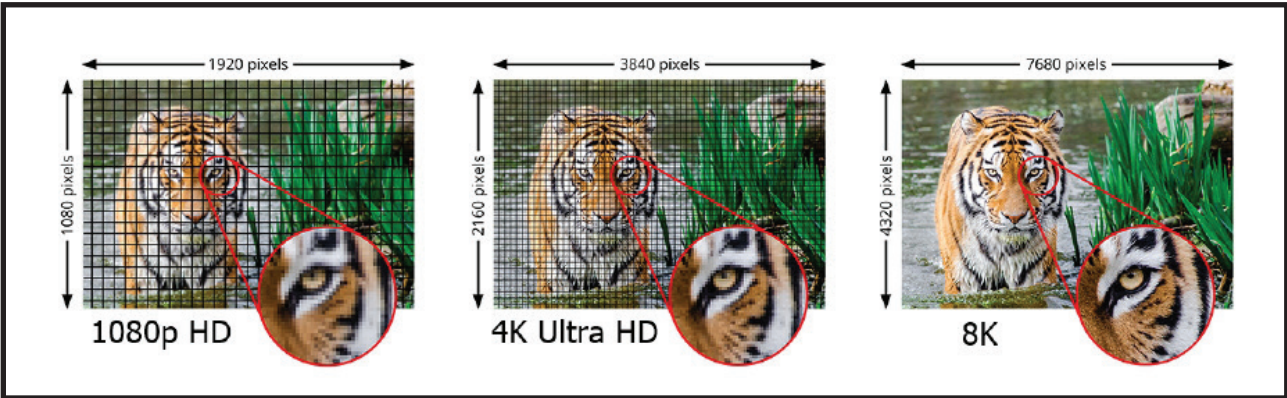 1920 pixels
1080 pixels
1080p HD
3840 pixels
2160 pixels
4K Ultra HD
7680 pixels
4320 pixels
8K